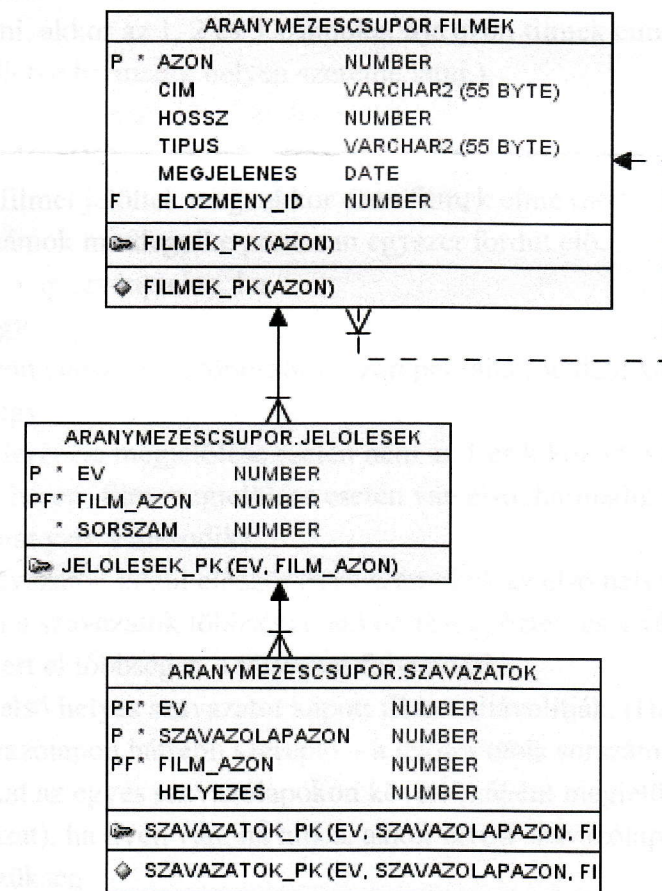 ARANYMEZESCSUPOR.FILMEK
P * AZON NUMBER
CIM VARCHAR2 (55 BYTE)
HOSSZ NUMBER
TIPUS VARCHAR2 (55 BYTE)
MEGJELENES DATE
ELOZMENY_ID NUMBER
FILMEK_PK (AZON)
FILMEK_PK (AZON)
ARANYMEZESCSUPOR.JELOLESEK
P * EV NUMBER
PF* FILM_AZON NUMBER
* SORSZAM NUMBER
JELOLESEK_PK (EV, FILM_AZON)
ARANYMEZESCSUPOR.SZAVAZATOK
PF* EV NUMBER
P * SZAVAZOLAPAZON NUMBER
PF* FILM_AZON NUMBER
HELYEZES NUMBER
SZAVAZATOK_PK (EV, SZAVAZOLAPAZON, FI
SZAVAZATOK_PK (EV, SZAVAZOLAPAZON, FI